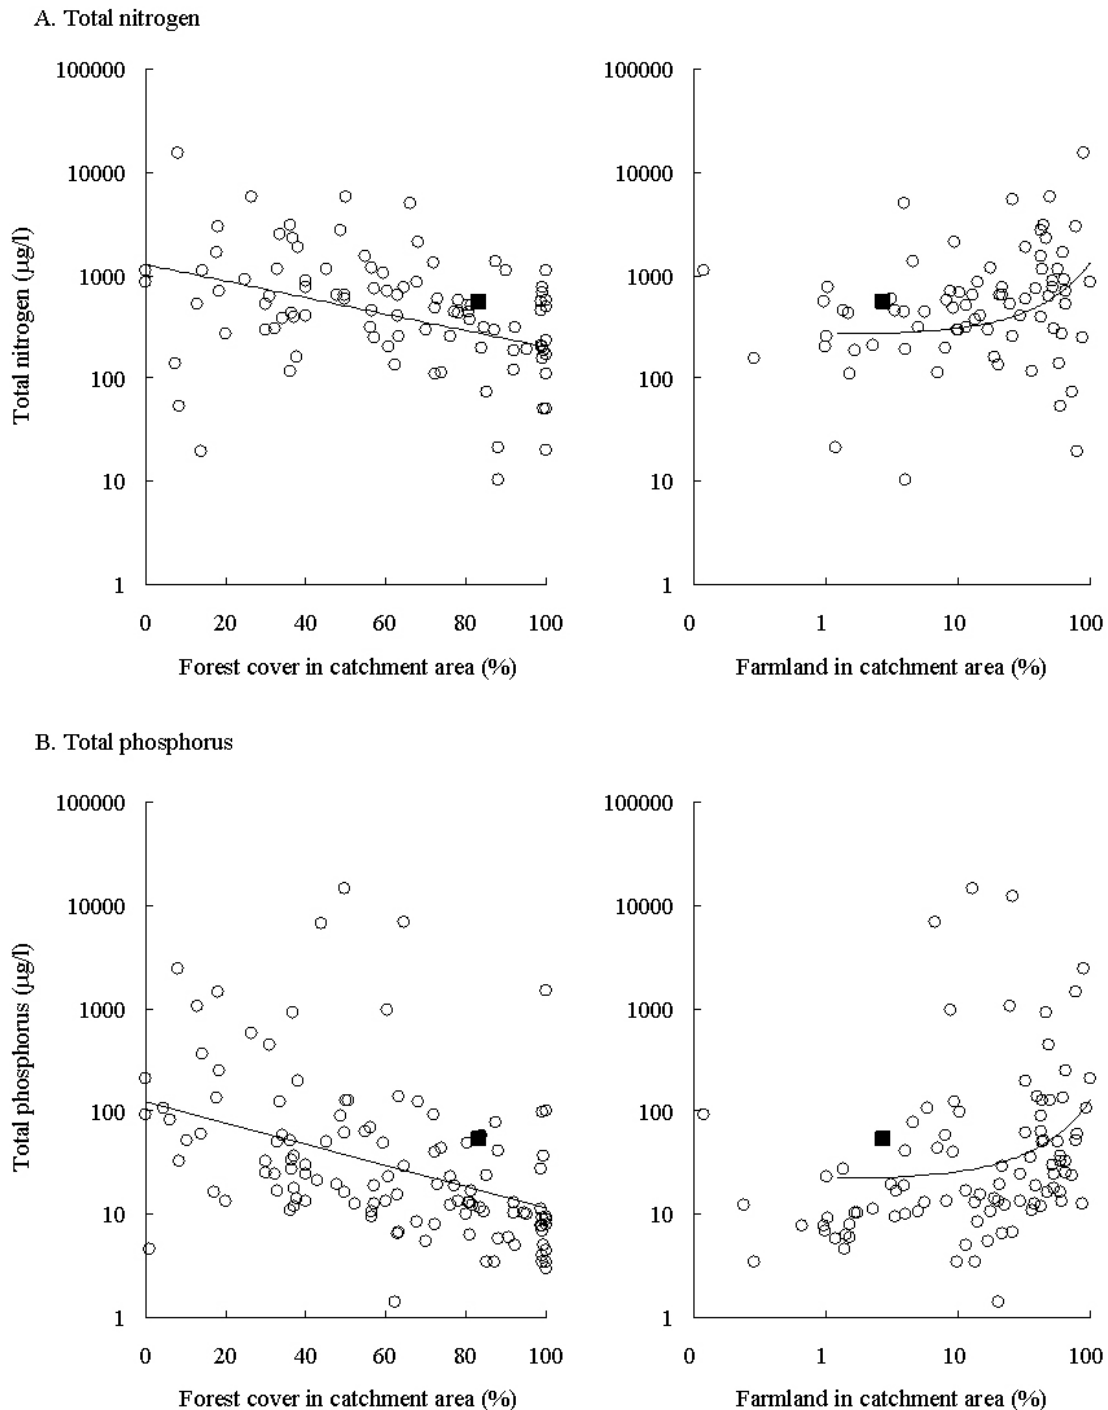 A. Total nitrogen
100000
10000
1000
100
10
1
Total nitrogen (µg/l)
0 20 40 60 80 100
Forest cover in catchment area (%)
100000
10000
1000
100
10
1
0 1 10 100
Farmland in catchment area (%)
B. Total phosphorus
100000
10000
1000
100
10
1
Total phosphorus (µg/l)
0 20 40 60 80 100
Forest cover in catchment area (%)
100000
10000
1000
100
10
1
0 1 10 100
Farmland in catchment area (%)